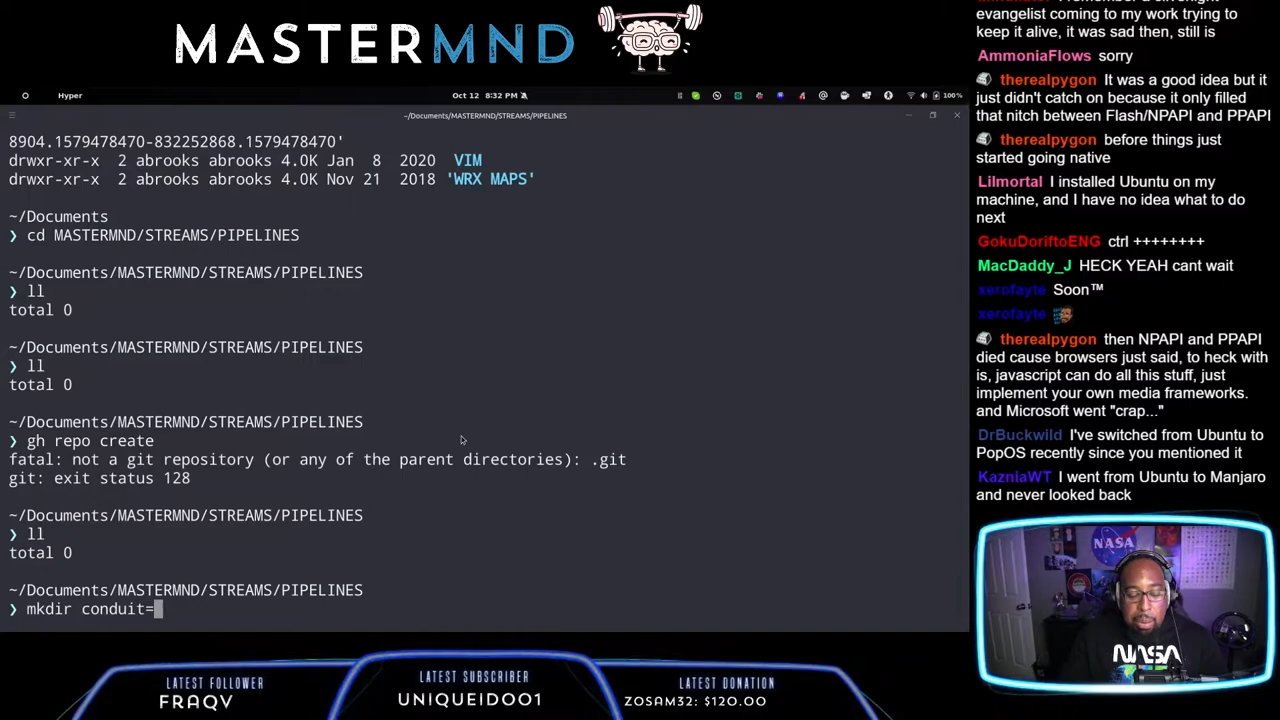 MASTERMND
Hyper
Oct 12 8:32 PM
100%
~/Documents/MASTERMND/STREAMS/PIPELINES
8904.1579478470-832252868.1579478470'
drwxr-xr-x 2 abrooks abrooks 4.0K Jan 8 2020 VIM
drwxr-xr-x 2 abrooks abrooks 4.0K Nov 21 2018 'WRX MAPS'
~/Documents
❯ cd MASTERMND/STREAMS/PIPELINES
~/Documents/MASTERMND/STREAMS/PIPELINES
❯ ll
total 0
~/Documents/MASTERMND/STREAMS/PIPELINES
❯ ll
total 0
~/Documents/MASTERMND/STREAMS/PIPELINES
❯ gh repo create
fatal: not a git repository (or any of the parent directories): .git
git: exit status 128
~/Documents/MASTERMND/STREAMS/PIPELINES
❯ ll
total 0
~/Documents/MASTERMND/STREAMS/PIPELINES
❯ mkdir conduit=
evangelist coming to my work trying to
keep it alive, it was sad then, still is
AmmoniaFlows sorry
therealpygon It was a good idea but it
just didn't catch on because it only filled
that nitch between Flash/NPAPI and PPAPI
therealpygon before things just
started going native
Lilmortal I installed Ubuntu on my
machine, and I have no idea what to do
next
GokuDoriftoENG ctrl ++++++++
MacDaddy_J HECK YEAH cant wait
xerofayte Soon™
xerofayte
therealpygon then NPAPI and PPAPI
died cause browsers just said, to heck with
is, javascript can do all this stuff, just
implement your own media frameworks.
and Microsoft went "crap..."
DrBuckwild I've switched from Ubuntu to
PopOS recently since you mentioned it
KazniaWT I went from Ubuntu to Manjaro
and never looked back
NASA
NASA
LATEST FOLLOWER
FRAQV
LATEST SUBSCRIBER
UNIQUEID001
LATEST DONATION
ZOSAM32: $120.00